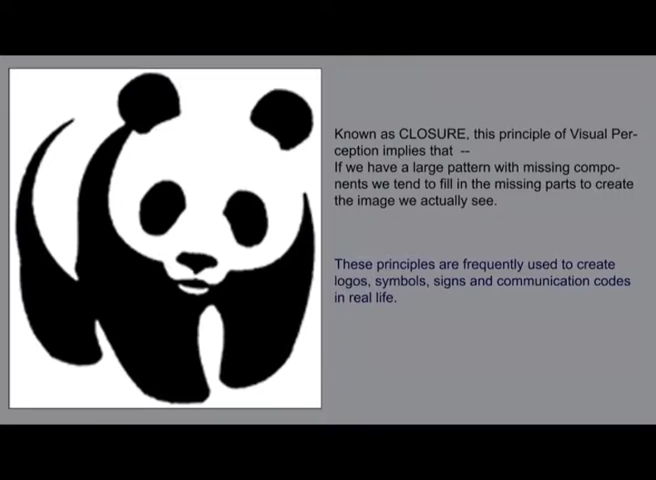 Known as CLOSURE, this principle of Visual Per-
ception implies that --
If we have a large pattern with missing compo-
nents we tend to fill in the missing parts to create
the image we actually see.
These principles are frequently used to create
logos, symbols, signs and communication codes
in real life.